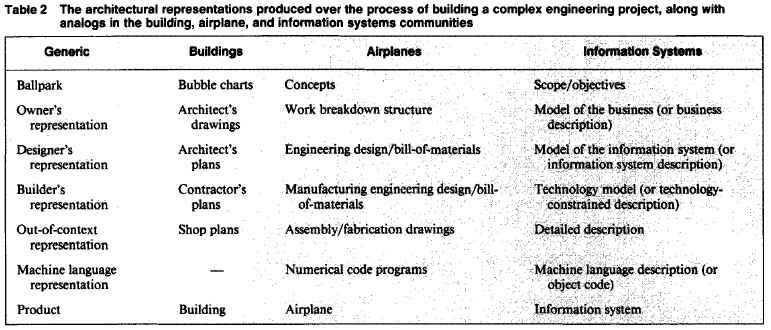 Table 2 The architectural representations produced over the process of building a complex engineering project, along with
analogs in the building, airplane, and information systems communities
Generic Buildings Airplanes Information Systems
Ballpark Bubble charts Concepts Scope/objectives
Owner's Architect's Work breakdown structure Model of the business (or business
representation drawings description)
Designer's Architect's Engineering design/bill-of-materials Model of the information system (or
representation plans information system description)
Builder's Contractor's Manufacturing engineering design/bill- Technology model (or technology-
representation plans of-materials constrained description)
Out-of-context Shop plans Assembly/fabrication drawings Detailed description
representation
Machine language — Numerical code programs Machine language description (or
representation object code)
Product Building Airplane Information system